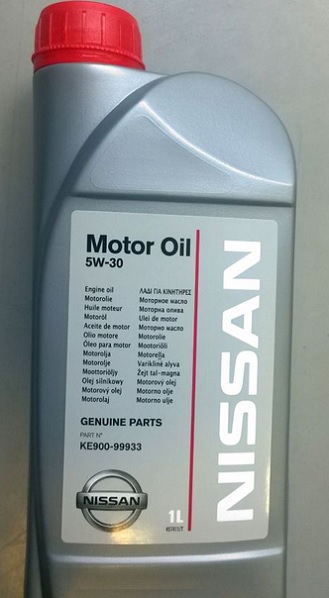 Motor Oil
5W-30
Engine oil
Motorolie
Huile moteur
Motoröl
Aceite de motor
Olio motore
Óleo para motor
Motorolja
Motorolje
Moottoriöljy
Olej silnikowy
Motorový olej
Motorolaj
ΛΑΔΙ ΓΙΑ ΚΙΝΗΤΗΡΕΣ
Моторное масло
Моторна олива
Ulei de motor
Моторно масло
Motorolie
Mootoriõli
Motoreļļa
Variklinė alyva
Żejt tal-magna
Motorový olej
Motorno olje
Motorno ulje
GENUINE PARTS
PART N°
KE900-99933
NISSAN
1L
NISSAN